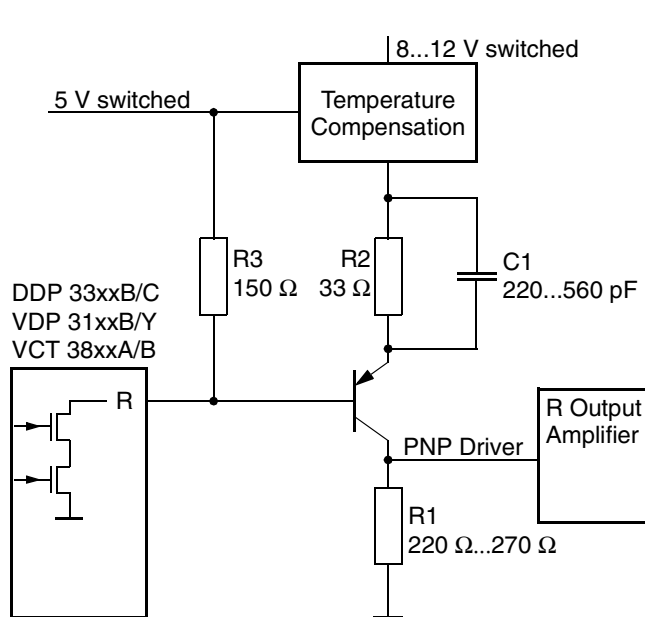 8...12 V switched
5 V switched
Temperature
Compensation
R3
150 Ω
R2
33 Ω
C1
220...560 pF
DDP 33xxB/C
VDP 31xxB/Y
VCT 38xxA/B
R
R Output
Amplifier
PNP Driver
R1
220 Ω...270 Ω